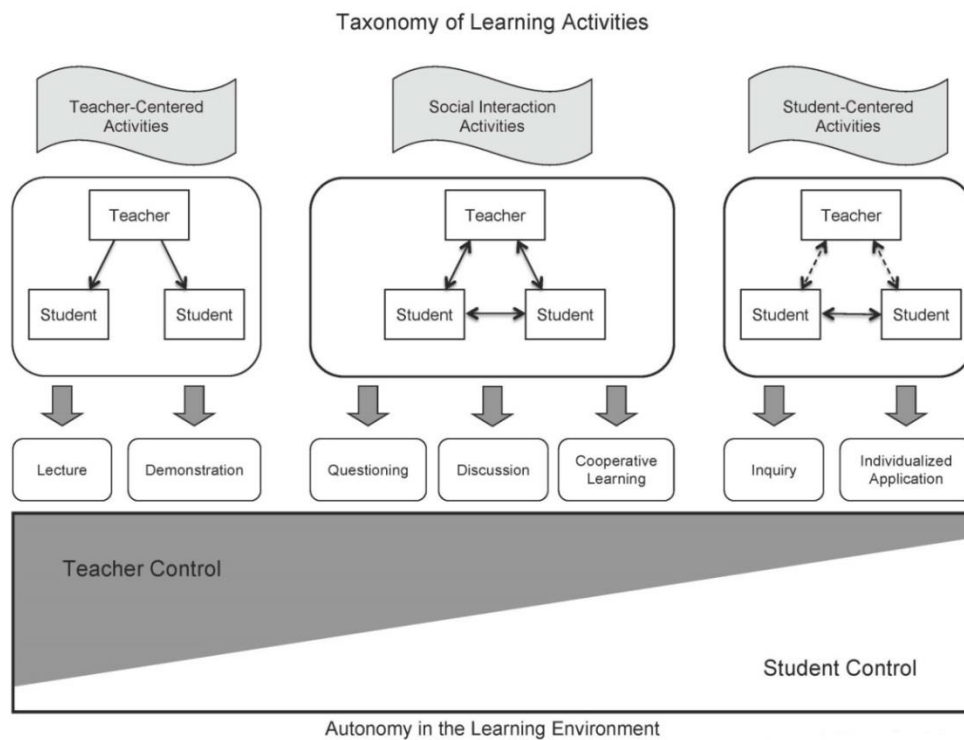 Taxonomy of Learning Activities
Teacher-Centered
Activities
Social Interaction
Activities
Student-Centered
Activities
Teacher
Student
Student
Teacher
Student
Student
Teacher
Student
Student
Lecture
Demonstration
Questioning
Discussion
Cooperative
Learning
Inquiry
Individualized
Application
Teacher Control
Student Control
Autonomy in the Learning Environment